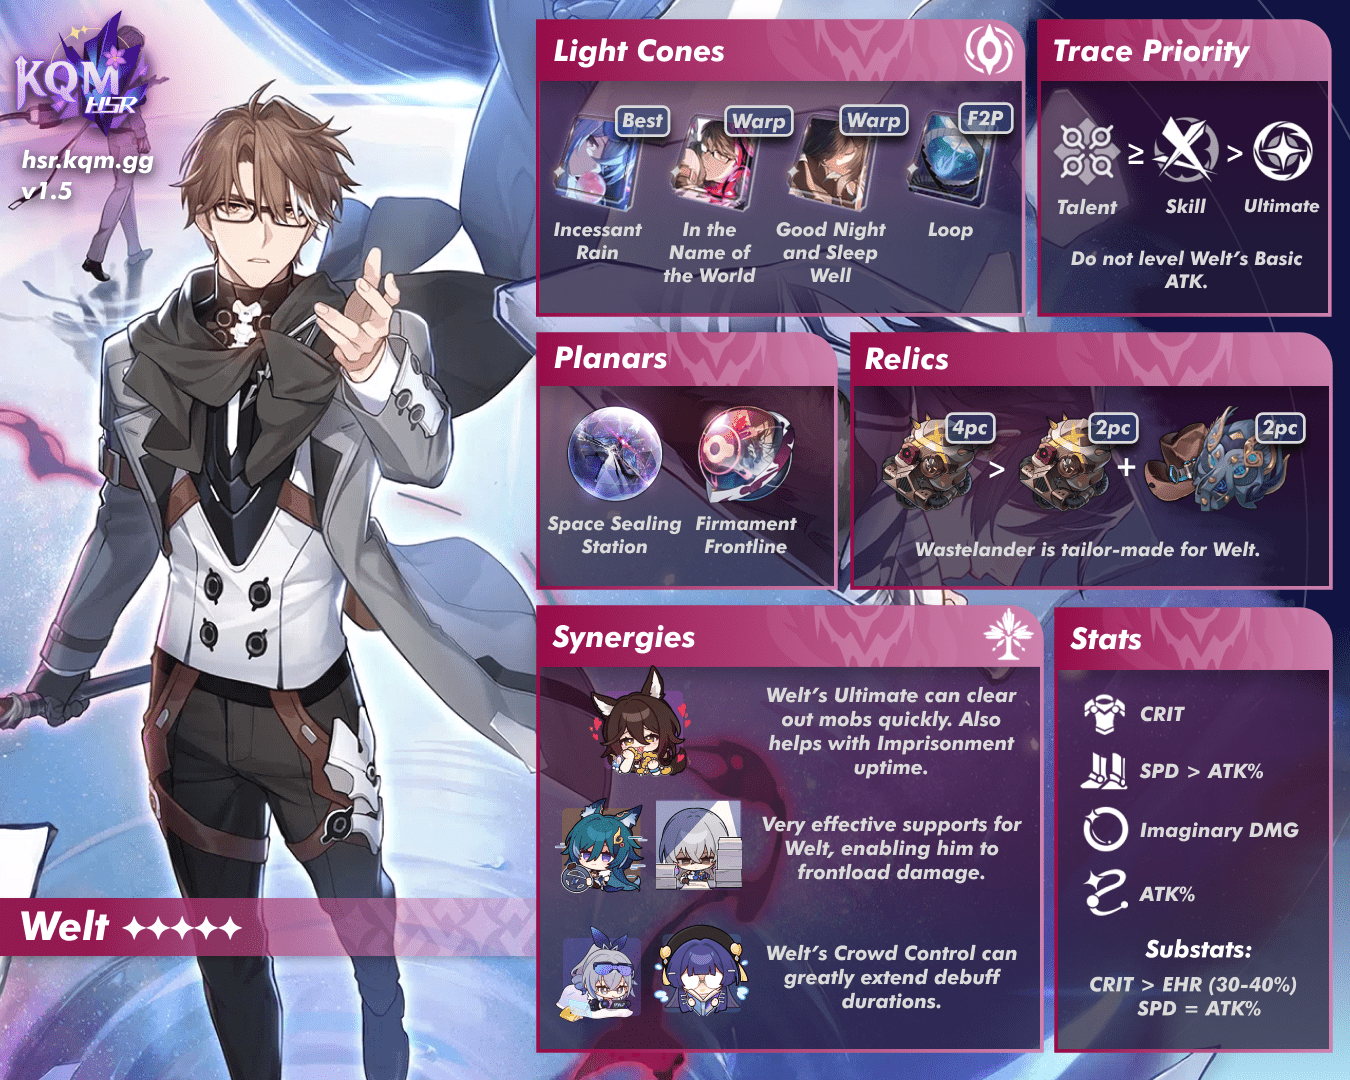 KQM
HSR
hsr.kqm.gg
v1.5
Welt
Light Cones
Best
Warp
Warp
F2P
Incessant
Rain
In the
Name of
the World
Good Night
and Sleep
Well
Loop
Trace Priority
≥
>
Talent
Skill
Ultimate
Do not level Welt's Basic
ATK.
Planars
Space Sealing
Station
Firmament
Frontline
Relics
4pc
>
2pc
+
2pc
Wastelander is tailor-made for Welt.
Synergies
Welt's Ultimate can clear
out mobs quickly. Also
helps with Imprisonment
uptime.
Very effective supports for
Welt, enabling him to
frontload damage.
Welt's Crowd Control can
greatly extend debuff
durations.
Stats
CRIT
SPD > ATK%
Imaginary DMG
ATK%
Substats:
CRIT > EHR (30-40%)
SPD = ATK%